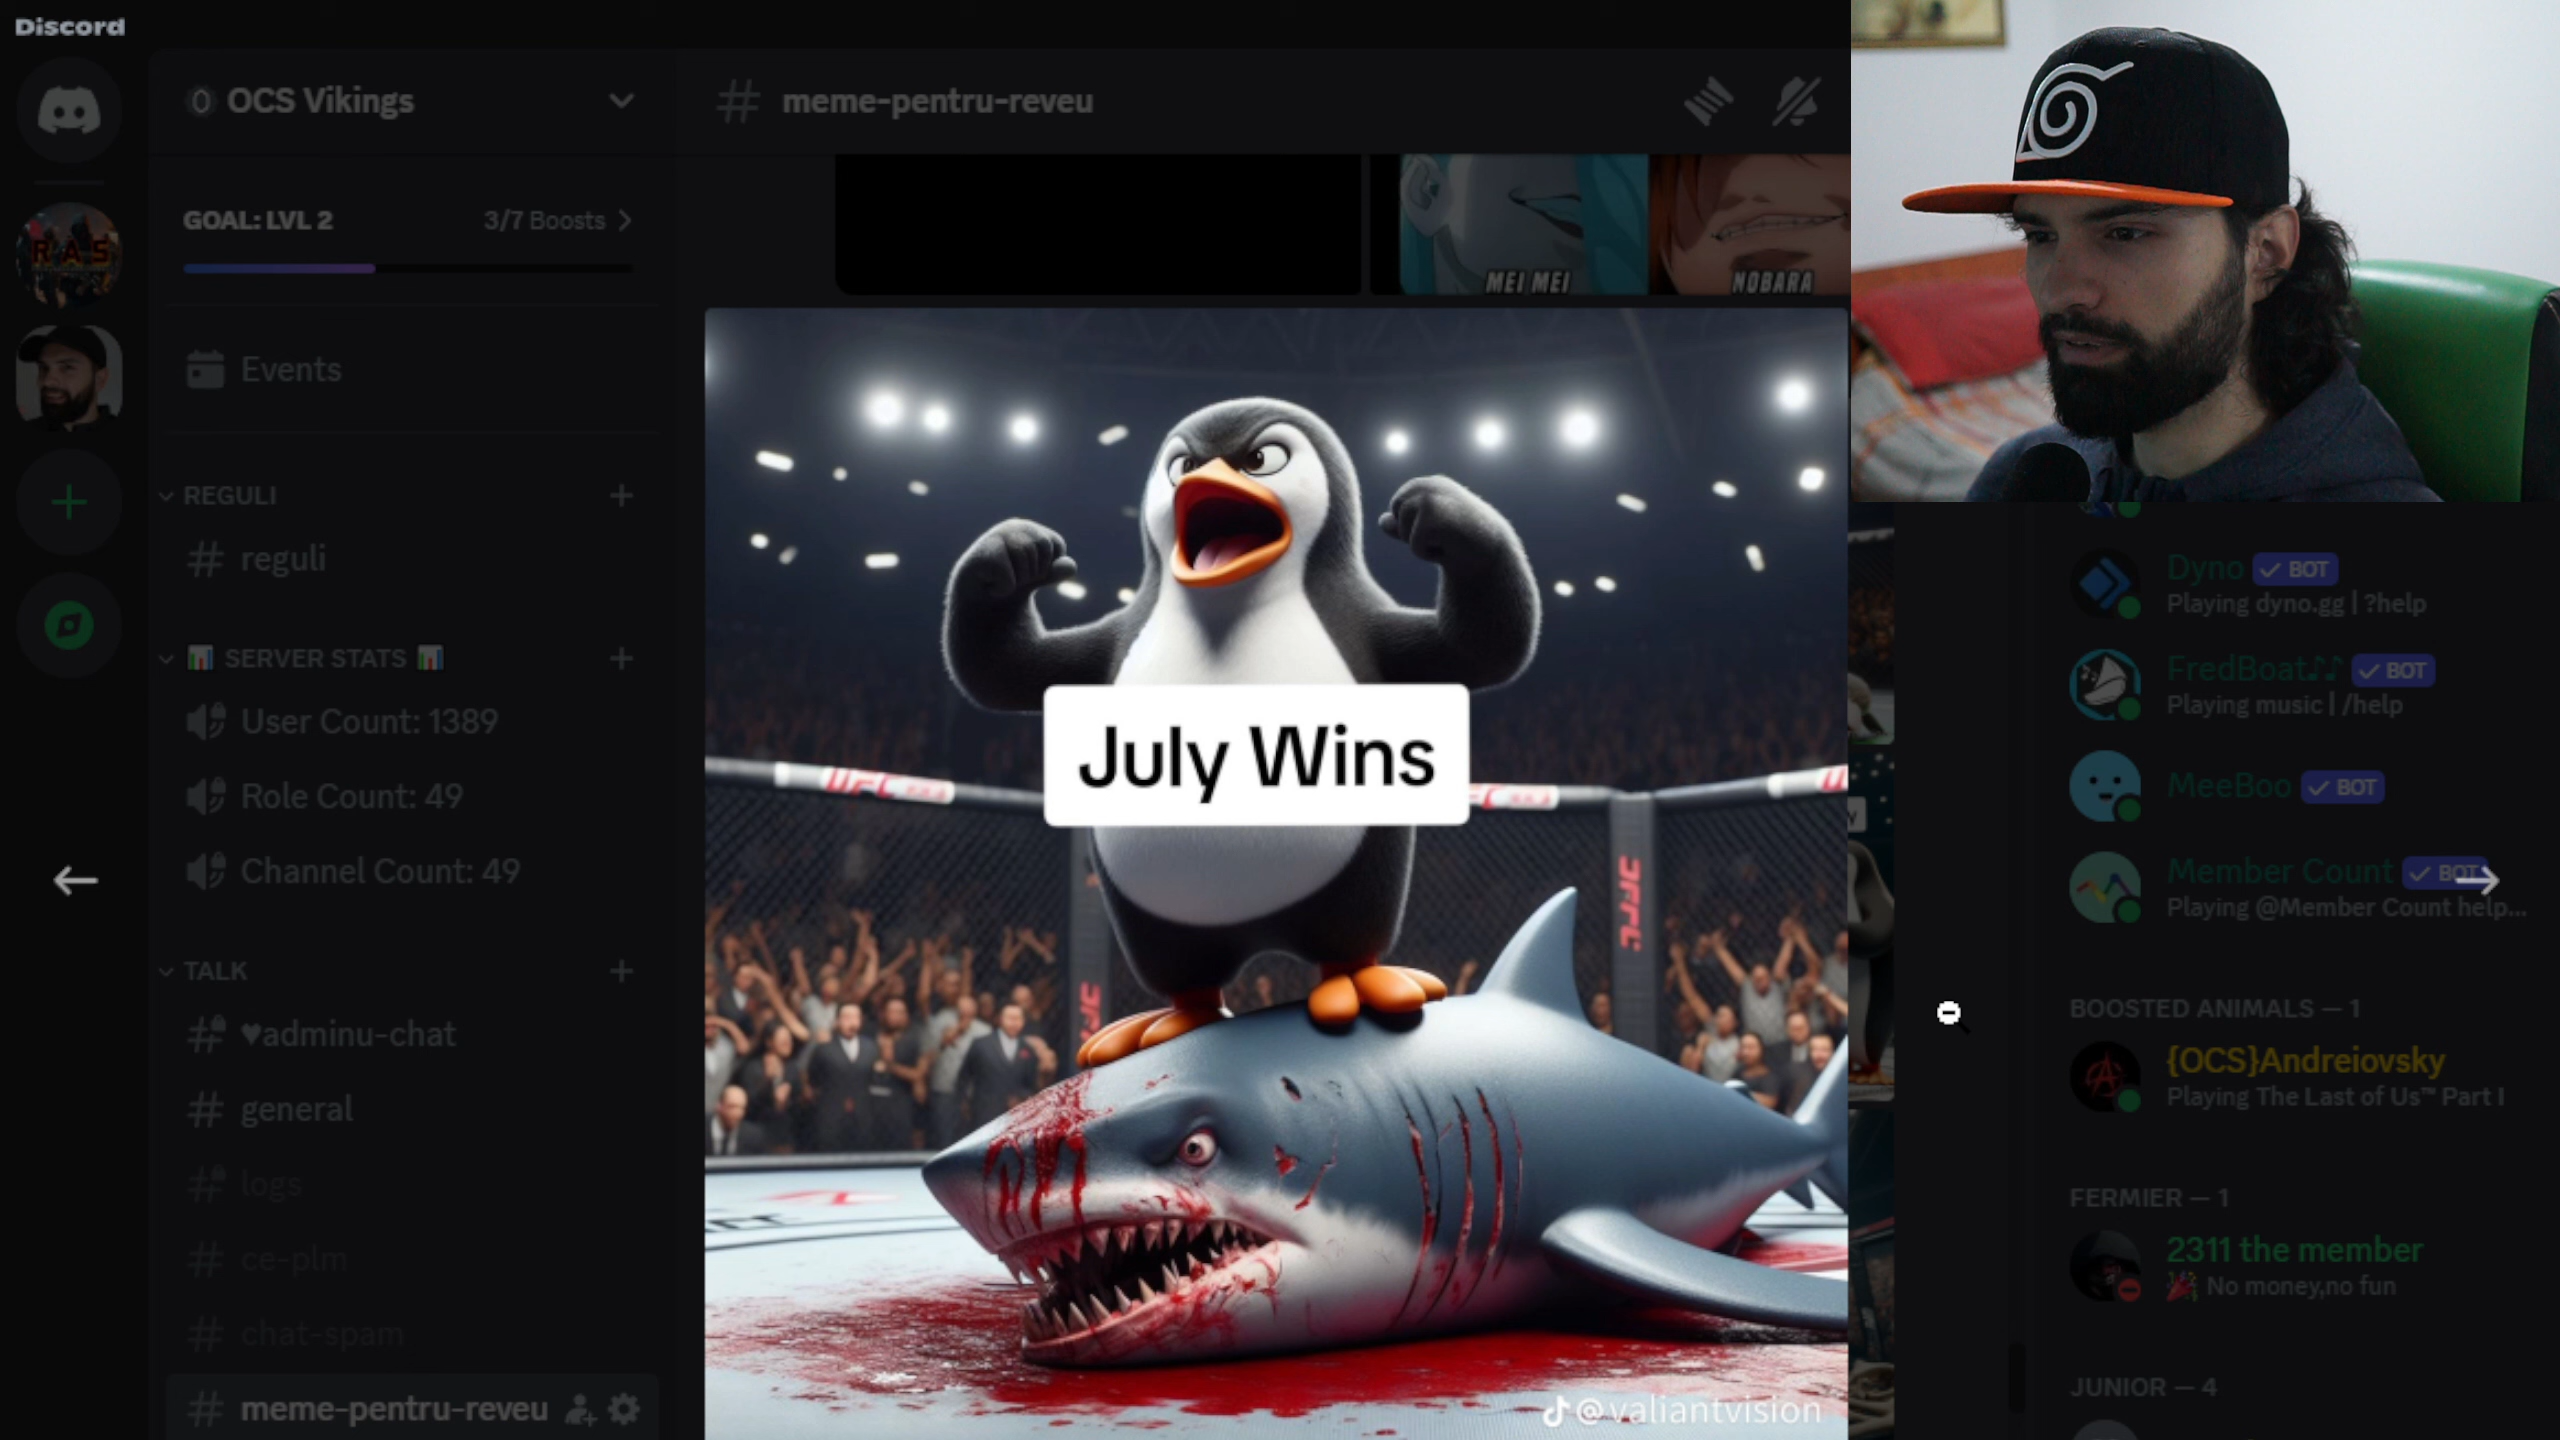 Discord
OCS Vikings
meme-pentru-reveu
GOAL: LVL 2
3/7 Boosts
MEI MEI
NOBARA
RAS
Events
REGULI
reguli
SERVER STATS
User Count: 1389
Role Count: 49
Channel Count: 49
TALK
♥adminu-chat
general
logs
ce-plm
chat-spam
meme-pentru-reveu
July Wins
UFC
@valiantvision
Dyno
BOT
Playing dyno.gg | ?help
FredBoat♪♪
BOT
Playing music | /help
MeeBoo
BOT
Member Count
BOT
Playing @Member Count help...
BOOSTED ANIMALS — 1
{OCS}Andreiovsky
Playing The Last of Us™ Part I
FERMIER — 1
2311 the member
No money,no fun
JUNIOR — 4